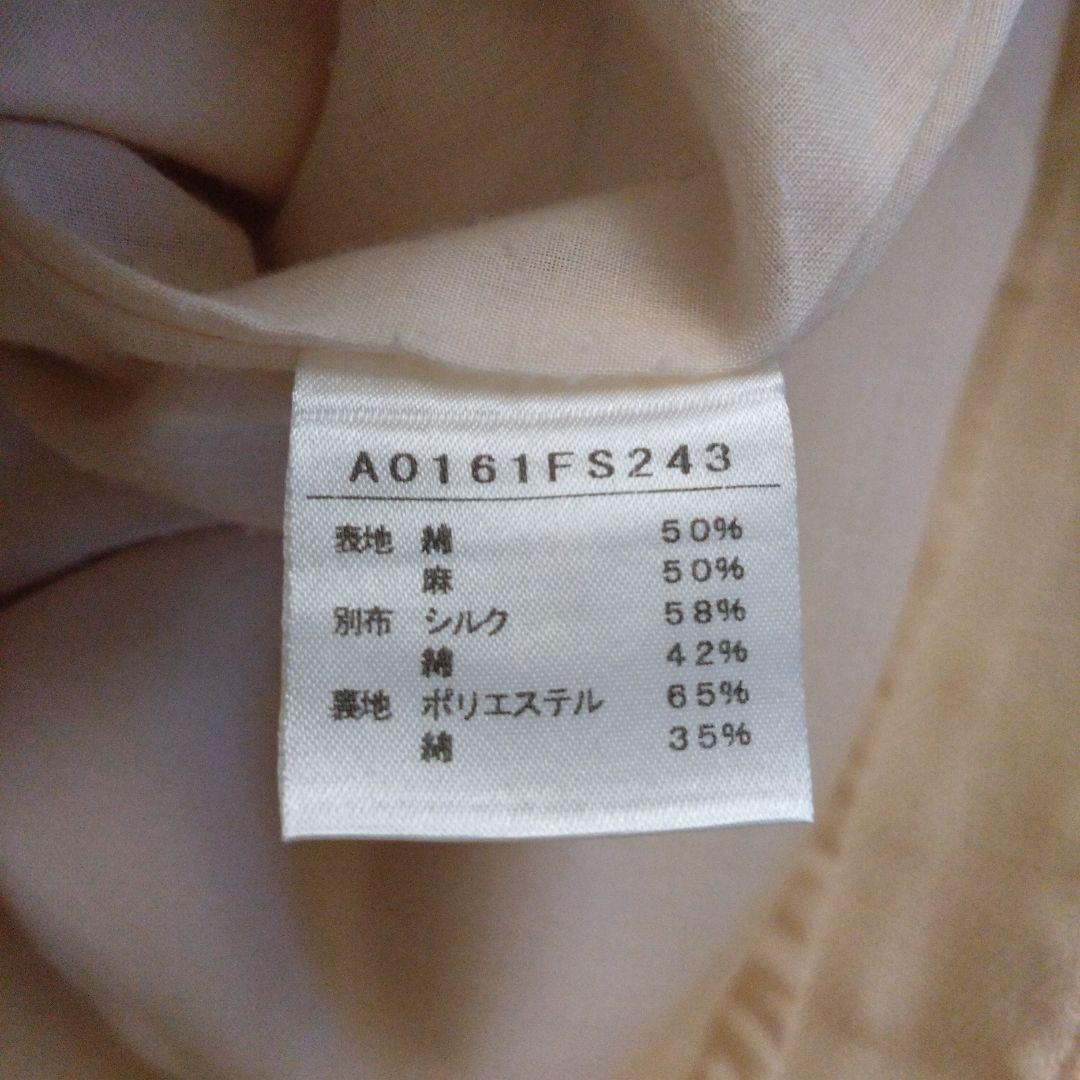 A0161FS243
表地 綿 50%
麻 50%
別布 シルク 58%
綿 42%
裏地 ポリエステル 65%
綿 35%